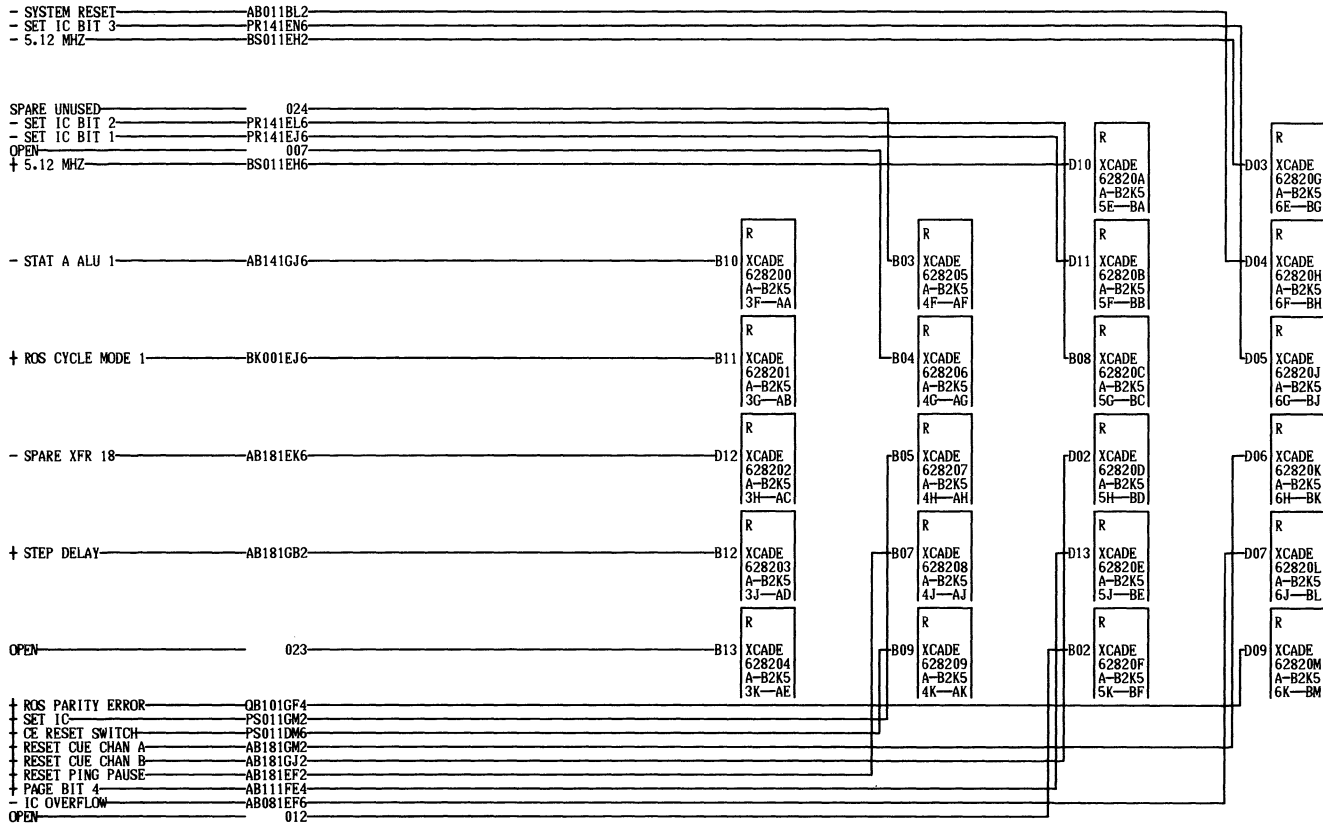 - SYSTEM RESET AB011BL2
- SET IC BIT 3 PR141EN6
- 5.12 MHZ BS011EH2
SPARE UNUSED 024
- SET IC BIT 2 PR141EL6
- SET IC BIT 1 PR141EJ6
OPEN 007
+ 5.12 MHZ BS011EH6
D10
R
XCADE
62820A
A-B2K5
5E-BA
D03
R
XCADE
62820G
A-B2K5
6E-BG
- STAT A ALU 1 AB141GJ6
B10
R
XCADE
628200
A-B2K5
3F-AA
B03
R
XCADE
628205
A-B2K5
4F-AF
D11
R
XCADE
62820B
A-B2K5
5F-BB
D04
R
XCADE
62820H
A-B2K5
6F-BH
+ ROS CYCLE MODE 1 BK001EJ6
B11
R
XCADE
628201
A-B2K5
3G-AB
B04
R
XCADE
628206
A-B2K5
4G-AG
B08
R
XCADE
62820C
A-B2K5
5G-BC
D05
R
XCADE
62820J
A-B2K5
6G-BJ
- SPARE XFR 18 AB181EK6
D12
R
XCADE
628202
A-B2K5
3H-AC
B05
R
XCADE
628207
A-B2K5
4H-AH
D02
R
XCADE
62820D
A-B2K5
5H-BD
D06
R
XCADE
62820K
A-B2K5
6H-BK
+ STEP DELAY AB181GB2
B12
R
XCADE
628203
A-B2K5
3J-AD
B07
R
XCADE
628208
A-B2K5
4J-AJ
D13
R
XCADE
62820E
A-B2K5
5J-BE
D07
R
XCADE
62820L
A-B2K5
6J-BL
OPEN 023
B13
R
XCADE
628204
A-B2K5
3K-AE
B09
R
XCADE
628209
A-B2K5
4K-AK
B02
R
XCADE
62820F
A-B2K5
5K-BF
D09
R
XCADE
62820M
A-B2K5
6K-BM
+ ROS PARITY ERROR QB101GF4
+ SET IC PS011GM2
+ CE RESET SWITCH PS011DM6
+ RESET CUE CHAN A AB181GM2
+ RESET CUE CHAN B AB181GJ2
+ RESET PING PAUSE AB181EF2
+ PAGE BIT 4 AB111FE4
- IC OVERFLOW AB081EF6
OPEN 012